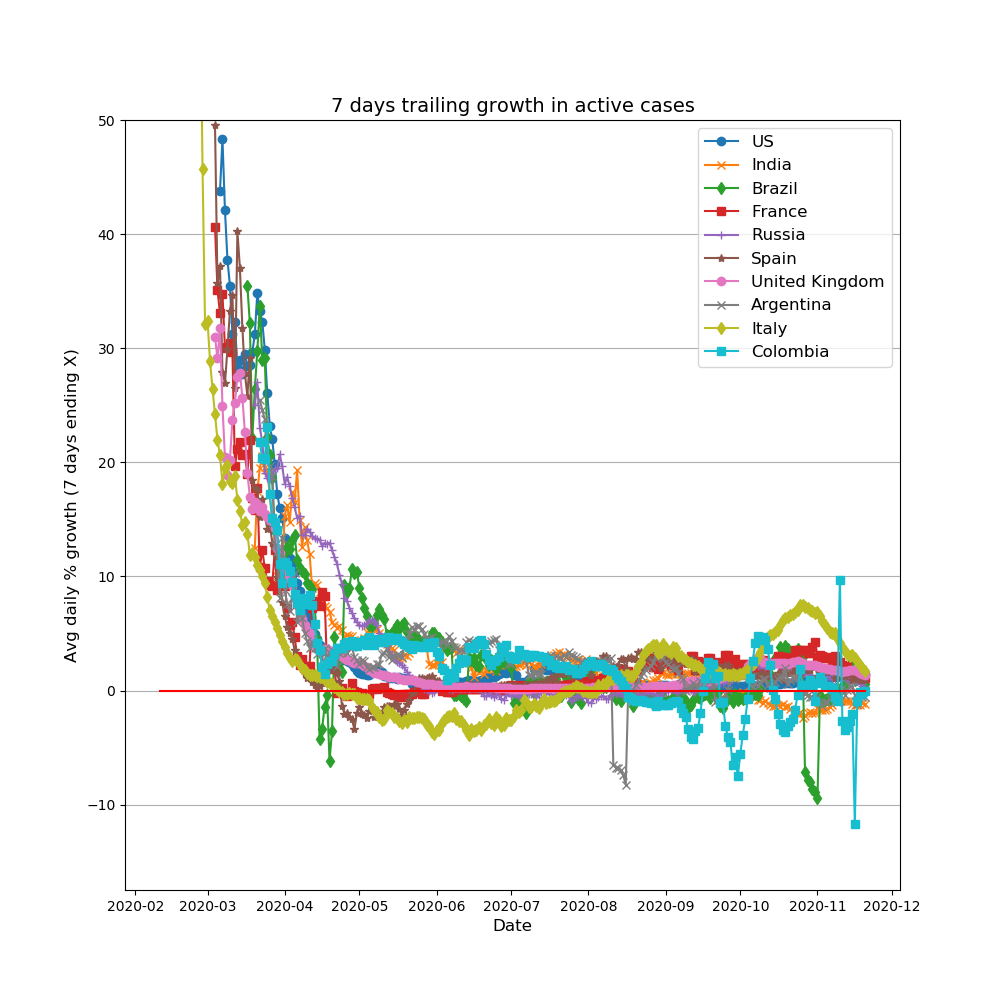 7 days trailing growth in active cases
50
40
30
20
10
0
−10
Avg daily % growth (7 days ending X)
US
India
Brazil
France
Russia
Spain
United Kingdom
Argentina
Italy
Colombia
2020-02 2020-03 2020-04 2020-05 2020-06 2020-07 2020-08 2020-09 2020-10 2020-11 2020-12
Date